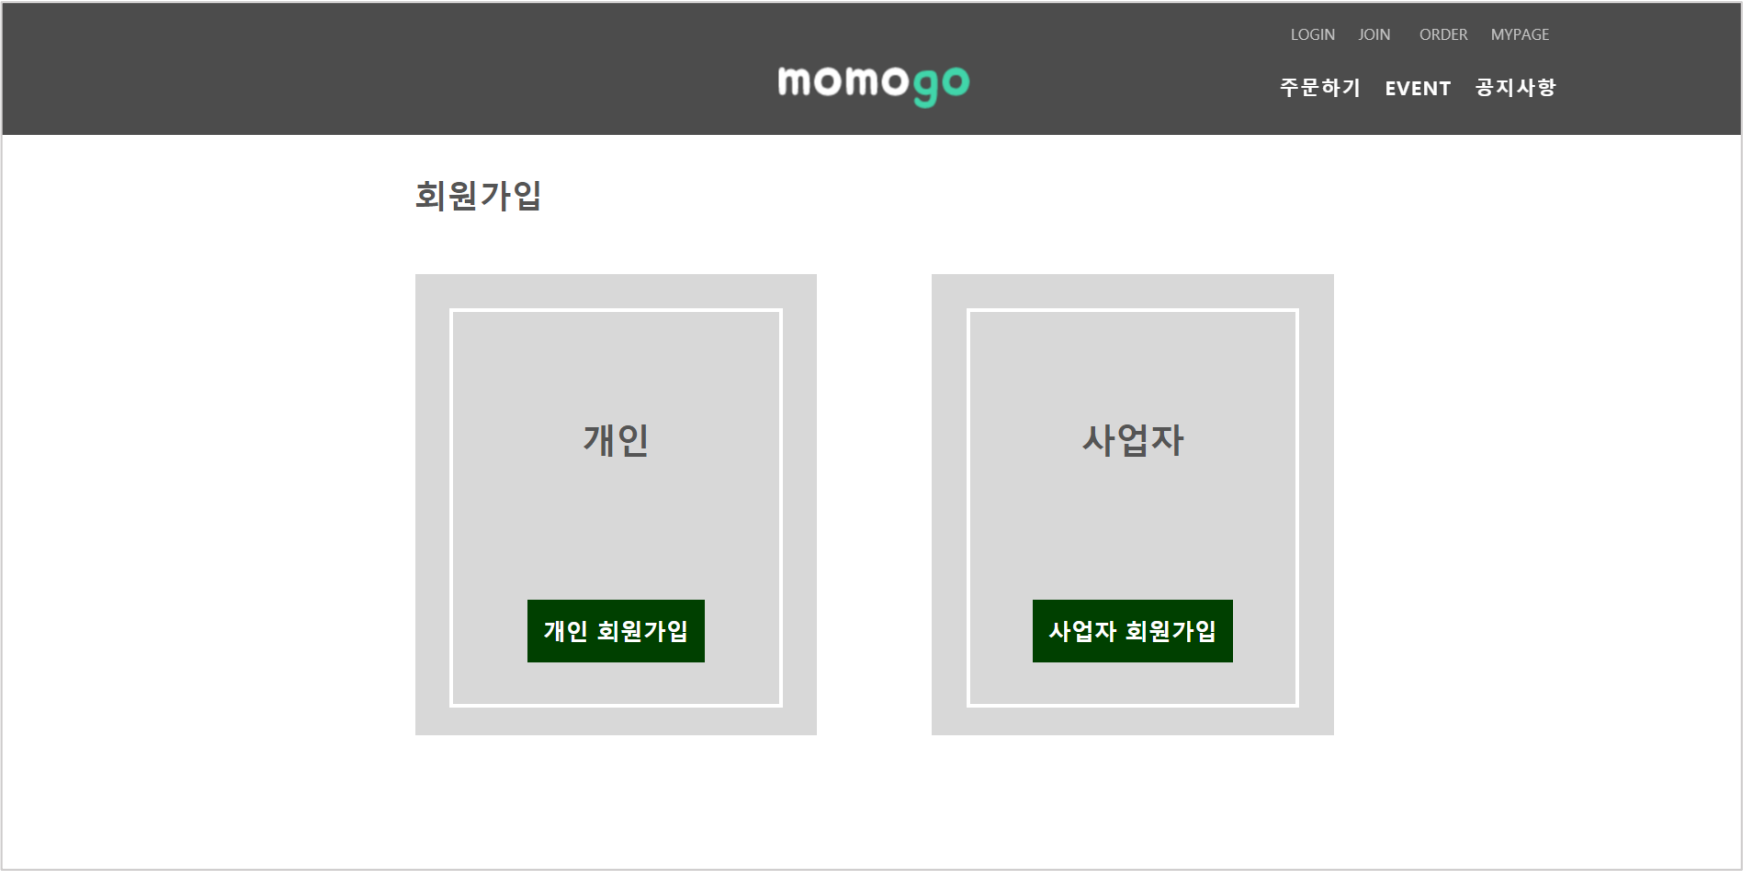 LOGIN JOIN ORDER MYPAGE
momogo
주문하기 EVENT 공지사항
회원가입
개인
사업자
개인 회원가입
사업자 회원가입